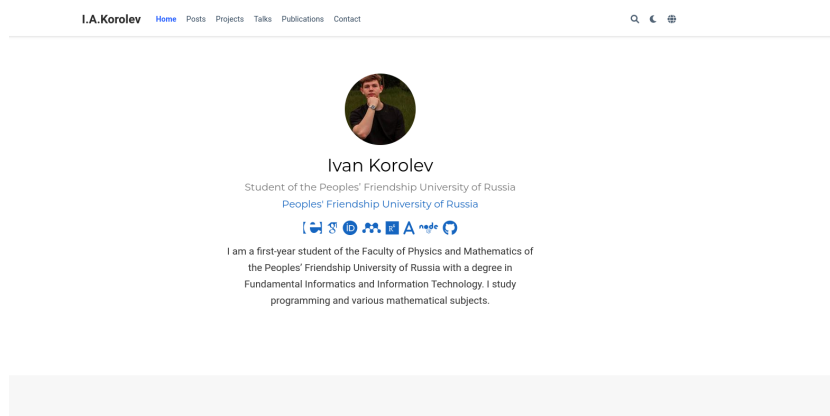 I.A.Korolev Home Posts Projects Talks Publications Contact
Ivan Korolev
Student of the Peoples' Friendship University of Russia
Peoples' Friendship University of Russia
I am a first-year student of the Faculty of Physics and Mathematics of
the Peoples' Friendship University of Russia with a degree in
Fundamental Informatics and Information Technology. I study
programming and various mathematical subjects.